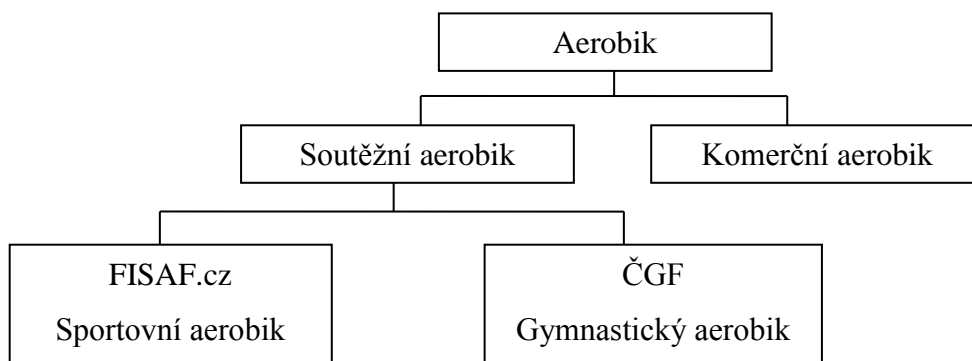 Aerobik
Soutěžní aerobik
Komerční aerobik
FISAF.cz
Sportovní aerobik
ČGF
Gymnastický aerobik